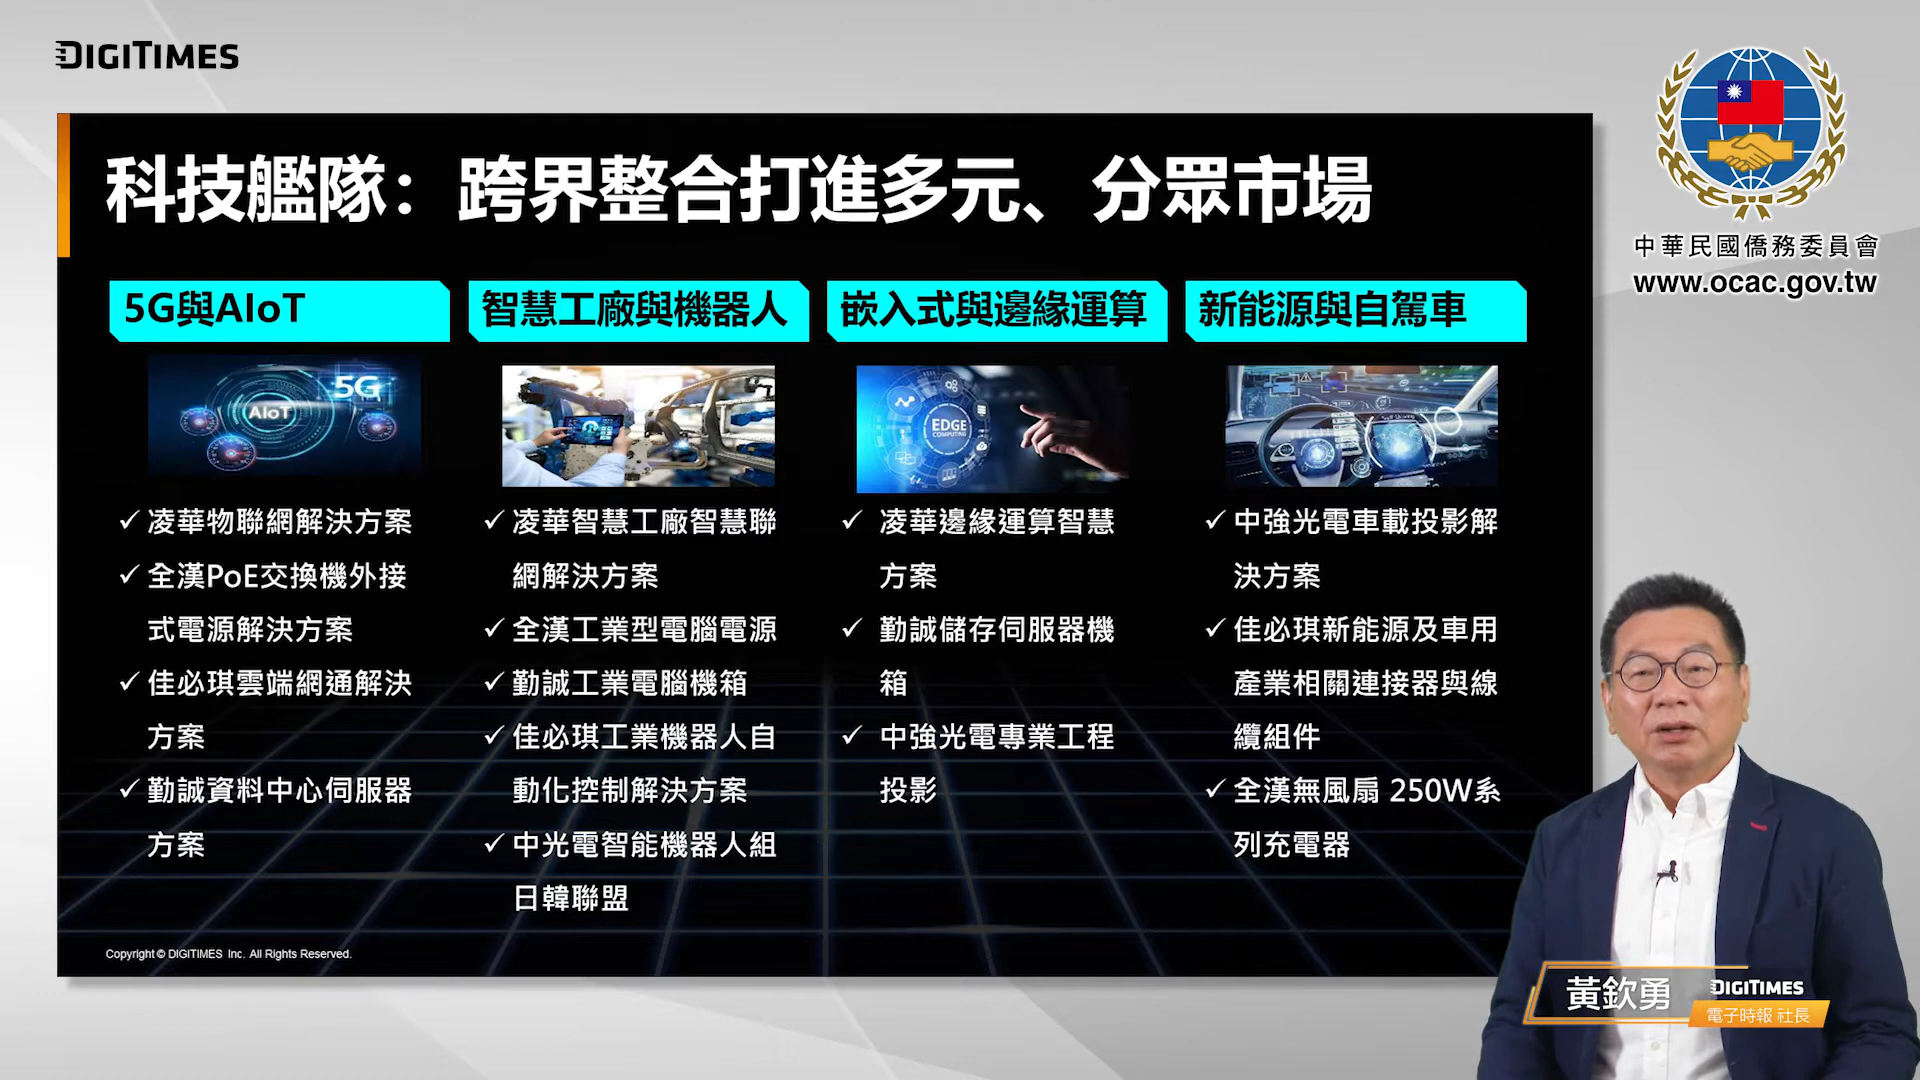 DIGITIMES
中華民國僑務委員會
www.ocac.gov.tw
科技艦隊：跨界整合打進多元、分眾市場
5G與AIoT
5G
AIoT
凌華物聯網解決方案
全漢PoE交換機外接
式電源解決方案
佳必琪雲端網通解決
方案
勤誠資料中心伺服器
方案
智慧工廠與機器人
凌華智慧工廠智慧聯
網解決方案
全漢工業型電腦電源
勤誠工業電腦機箱
佳必琪工業機器人自
動化控制解決方案
中光電智能機器人組
日韓聯盟
嵌入式與邊緣運算
EDGE
COMPUTING
凌華邊緣運算智慧
方案
勤誠儲存伺服器機
箱
中強光電專業工程
投影
新能源與自駕車
中強光電車載投影解
決方案
佳必琪新能源及車用
產業相關連接器與線
纜組件
全漢無風扇 250W系
列充電器
Copyright © DIGITIMES Inc. All Rights Reserved.
黃欽勇
DIGITIMES
電子時報 社長